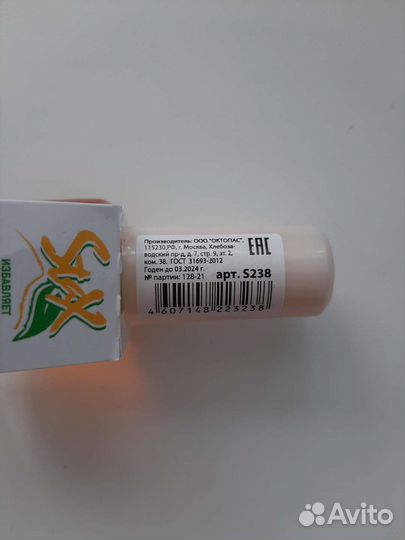 Производитель: ООО "ОКТОПАС",
115230,РФ, г. Москва, Хлебоза-
водский пр-д, д. 7, стр. 9, эт. 2,
ком. 38. ГОСТ 31693-2012
Годен до 03.2024 г.
№ партии: 128-21
арт. S238
EAC
4 607148 223238
ИЗБАВЛЯЕТ
Avito